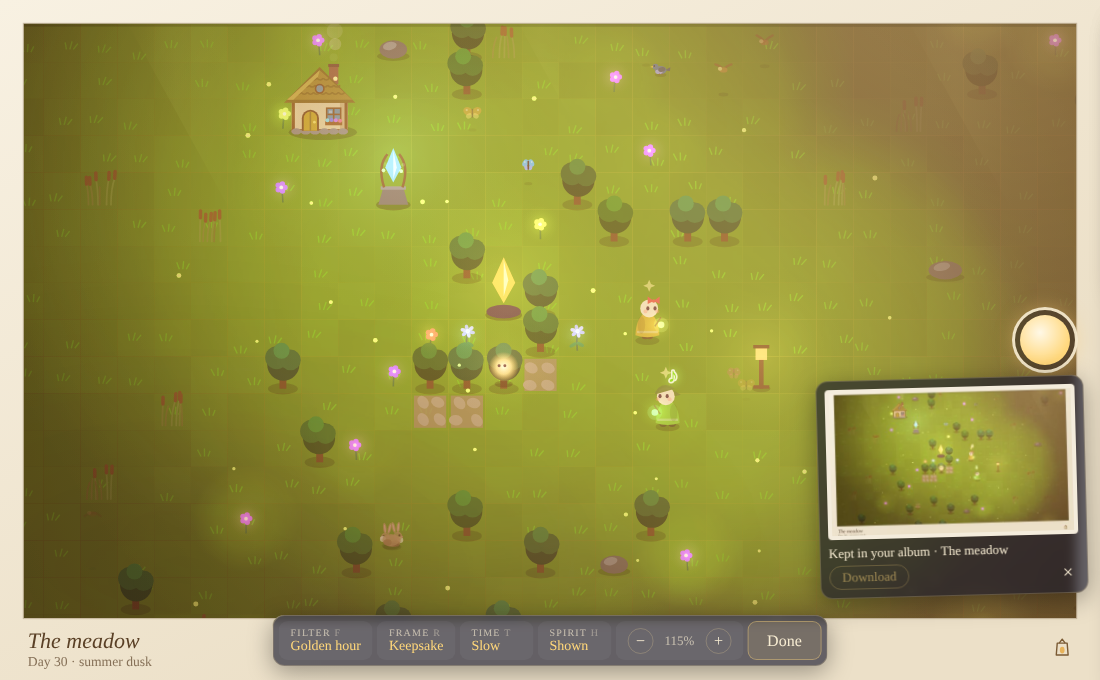 Kept in your album · The meadow
Download
×
The meadow
Day 30 · summer dusk
FILTER F
Golden hour
FRAME R
Keepsake
TIME T
Slow
SPIRIT H
Shown
− 115% +
Done